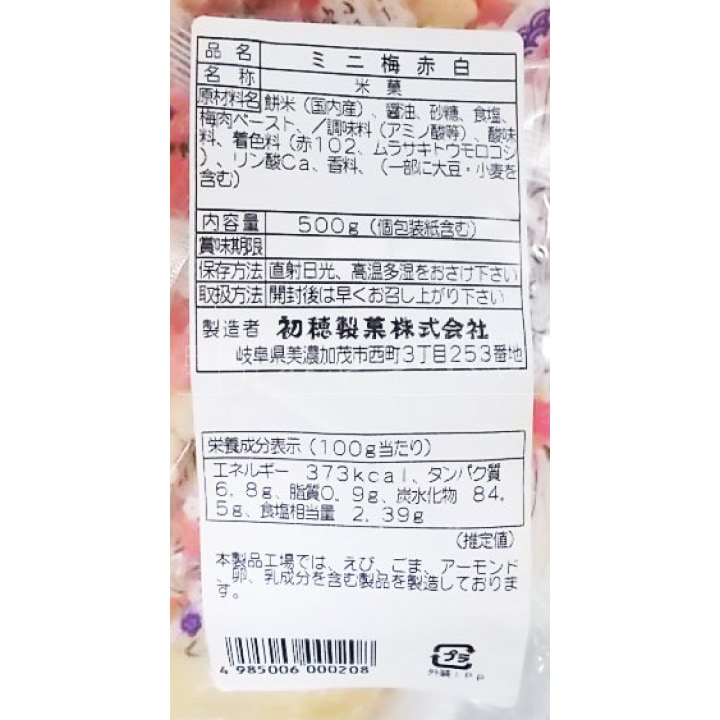 品名 ミニ梅赤白
名称 米菓
原材料名 餅米（国内産）、醤油、砂糖、食塩、
梅肉ペースト、／調味料（アミノ酸等）、酸味
料、着色料（赤102、ムラサキトウモロコシ
）、リン酸Ca、香料、（一部に大豆・小麦を
含む）
内容量 500g（個包装紙含む）
賞味期限
保存方法 直射日光、高温多湿をおさけ下さい
取扱方法 開封後は早くお召し上がり下さい
製造者 初穂製菓株式会社
岐阜県美濃加茂市西町3丁目253番地
栄養成分表示（100g当たり）
エネルギー 373kcal、タンパク質
6.8g、脂質0.9g、炭水化物 84.
5g、食塩相当量 2.39g
（推定値）
本製品工場では、えび、ごま、アーモンド
、卵、乳成分を含む製品を製造しておりま
す。
4 985006 000208
プラ
外装：PP